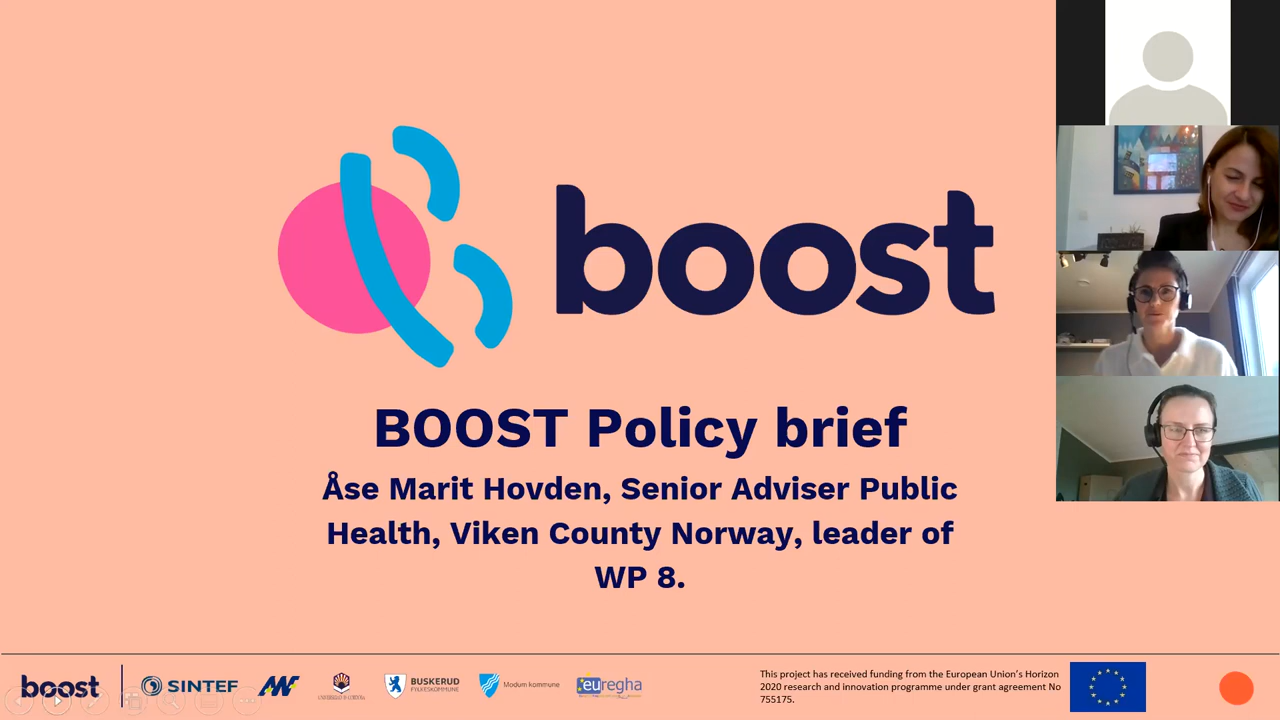 boost
BOOST Policy brief
Åse Marit Hovden, Senior Adviser Public
Health, Viken County Norway, leader of
WP 8.
boost
SINTEF
BUSKERUD
FYLKESKOMMUNE
Modum kommune
euregha
This project has received funding from the European Union's Horizon
2020 research and innovation programme under grant agreement No
755175.